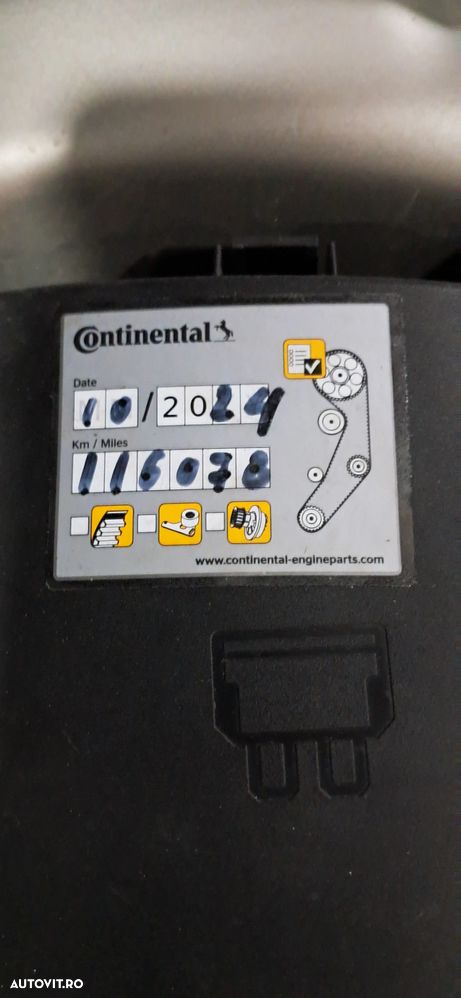 Continental
Date
10/2024
Km / Miles
116078
www.continental-engineparts.com
AUTOVIT.RO